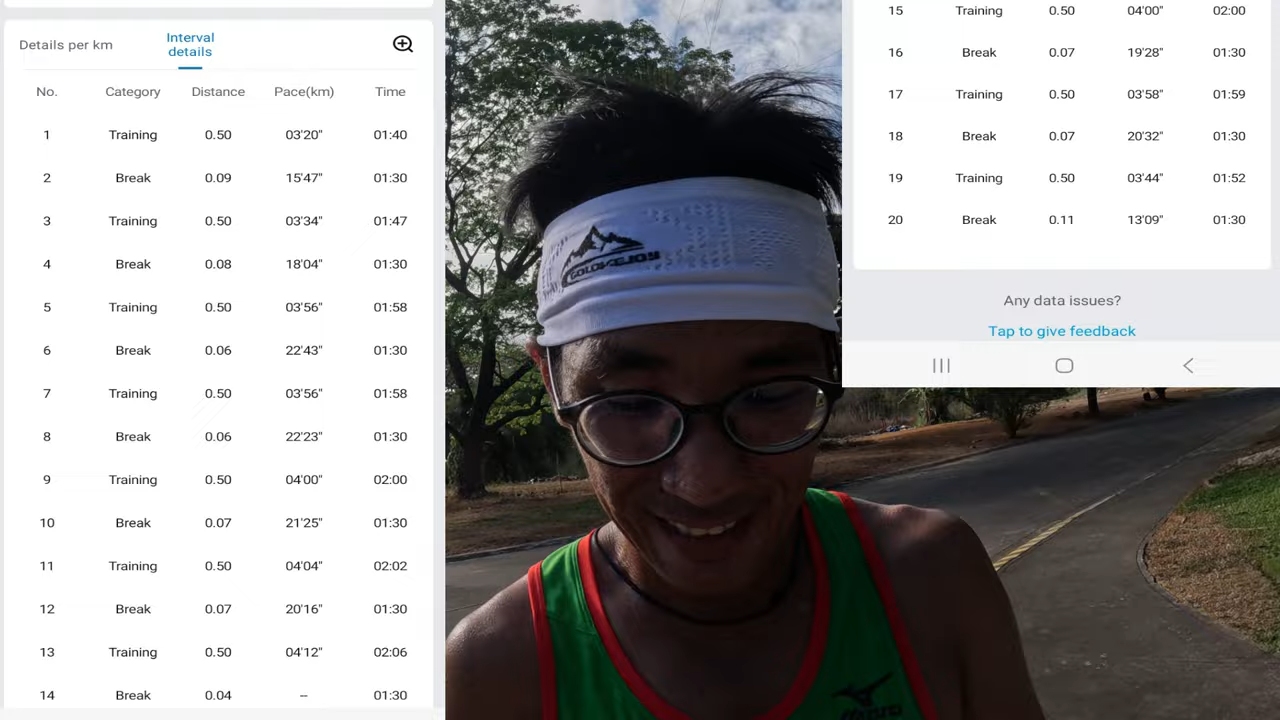 Details per km
Interval
details
No. Category Distance Pace(km) Time
1 Training 0.50 03'20" 01:40
2 Break 0.09 15'47" 01:30
3 Training 0.50 03'34" 01:47
4 Break 0.08 18'04" 01:30
5 Training 0.50 03'56" 01:58
6 Break 0.06 22'43" 01:30
7 Training 0.50 03'56" 01:58
8 Break 0.06 22'23" 01:30
9 Training 0.50 04'00" 02:00
10 Break 0.07 21'25" 01:30
11 Training 0.50 04'04" 02:02
12 Break 0.07 20'16" 01:30
13 Training 0.50 04'12" 02:06
14 Break 0.04 -- 01:30
15 Training 0.50 04'00" 02:00
16 Break 0.07 19'28" 01:30
17 Training 0.50 03'58" 01:59
18 Break 0.07 20'32" 01:30
19 Training 0.50 03'44" 01:52
20 Break 0.11 13'09" 01:30
Any data issues?
Tap to give feedback